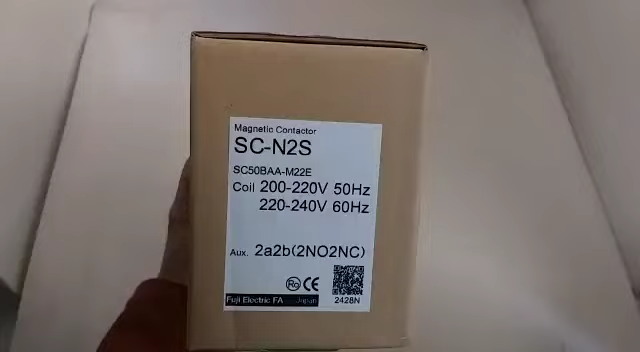 Magnetic Contactor
SC-N2S
SC50BAA-M22E
Coil 200-220V 50Hz
220-240V 60Hz
Aux. 2a2b(2NO2NC)
Ro CE
Fuji Electric FA Japan
2428N